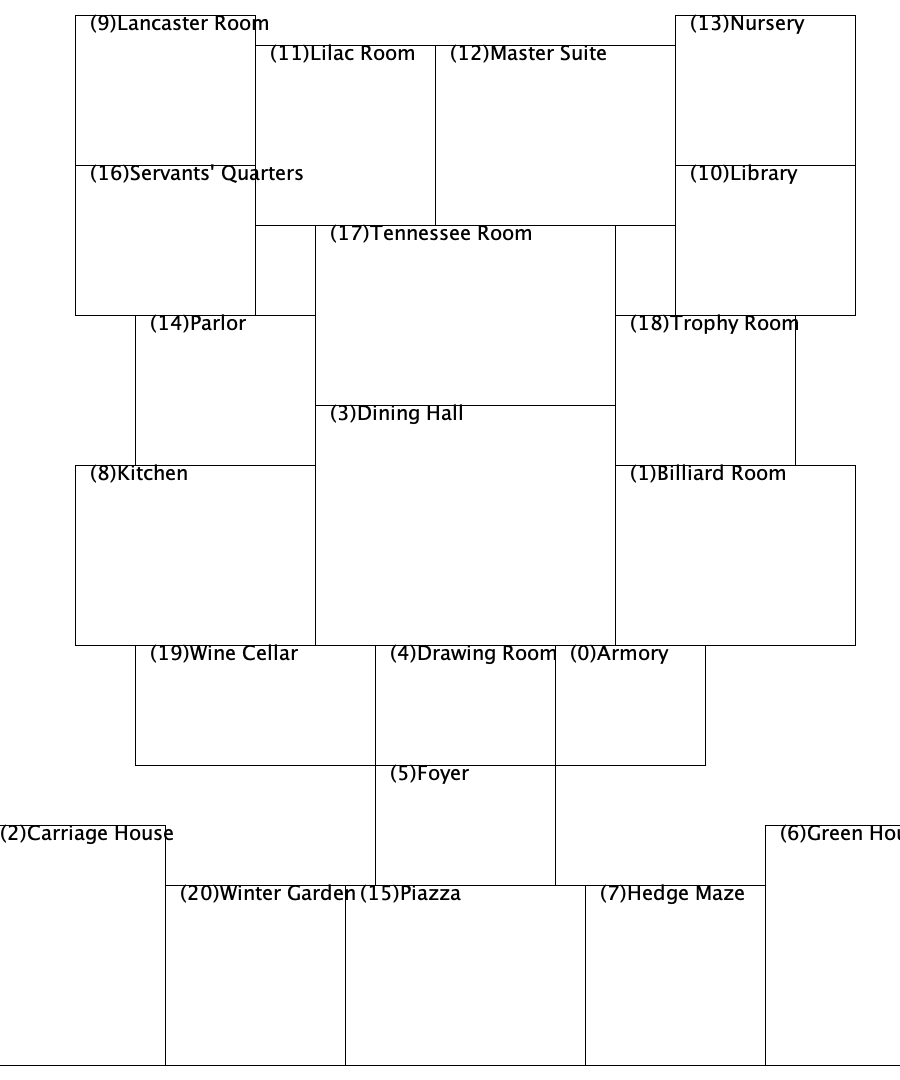 (9)Lancaster Room
(13)Nursery
(11)Lilac Room
(12)Master Suite
(16)Servants' Quarters
(10)Library
(17)Tennessee Room
(14)Parlor
(18)Trophy Room
(3)Dining Hall
(8)Kitchen
(1)Billiard Room
(19)Wine Cellar
(4)Drawing Room
(0)Armory
(5)Foyer
(2)Carriage House
(6)Green Hou
(20)Winter Garden
(15)Piazza
(7)Hedge Maze